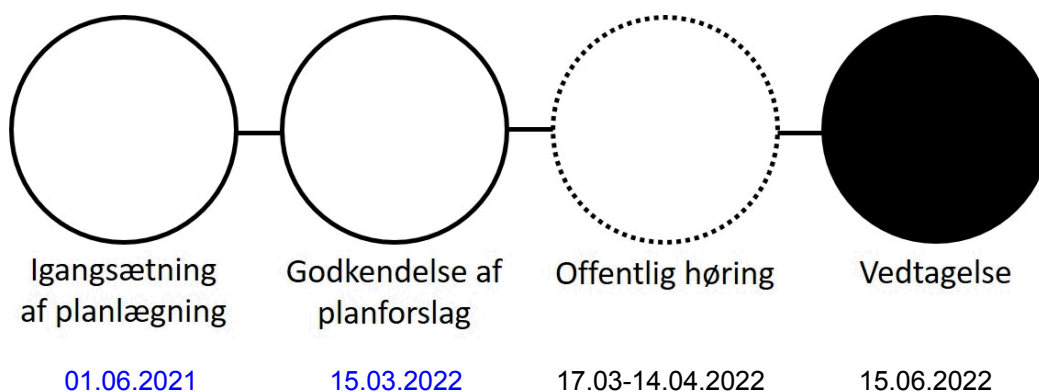 Igangsætning
af planlægning
Godkendelse af
planforslag
Offentlig høring
Vedtagelse
01.06.2021
15.03.2022
17.03-14.04.2022
15.06.2022